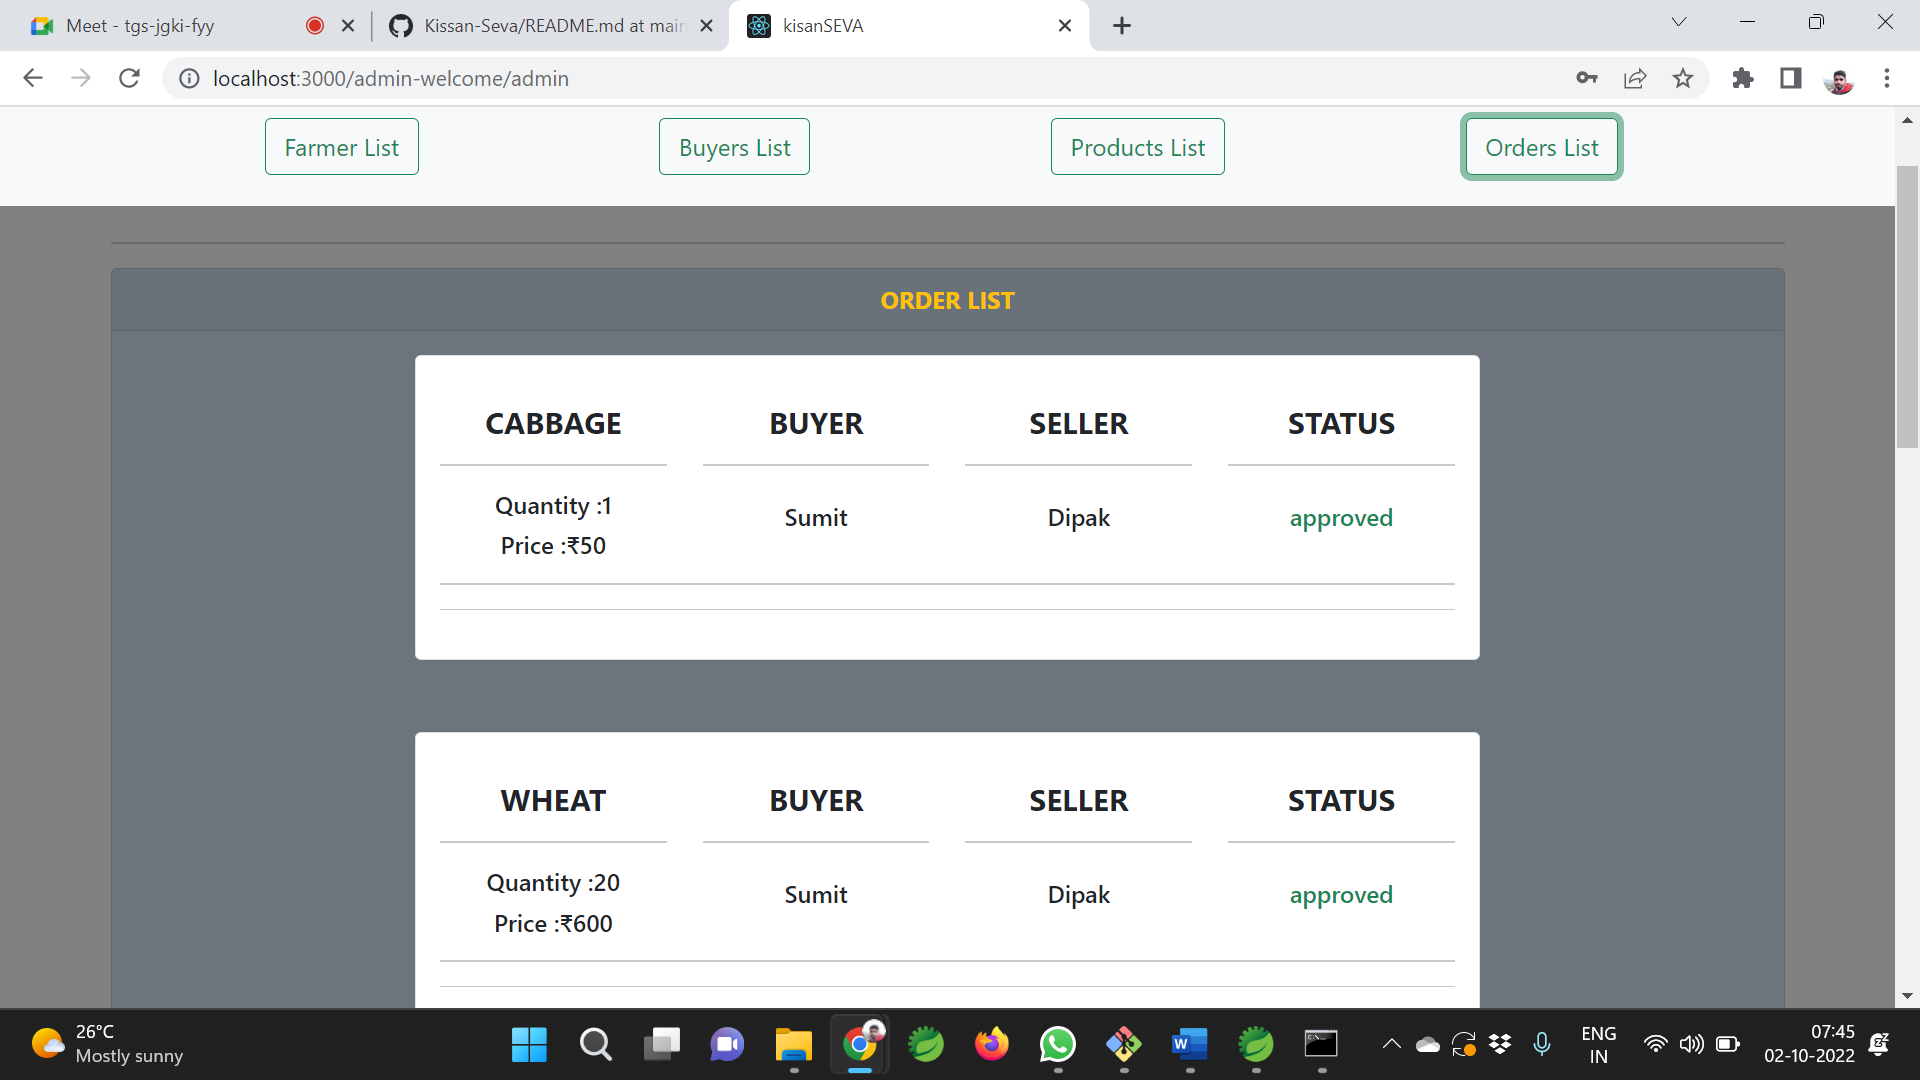 Meet - tgs-jgki-fyy
Kissan-Seva/README.md at main
kisanSEVA
localhost:3000/admin-welcome/admin
Farmer List
Buyers List
Products List
Orders List
ORDER LIST
CABBAGE BUYER SELLER STATUS
Quantity :1
Price :₹50
Sumit
Dipak
approved
WHEAT BUYER SELLER STATUS
Quantity :20
Price :₹600
Sumit
Dipak
approved
26°C
Mostly sunny
W
ENG
IN
07:45
02-10-2022